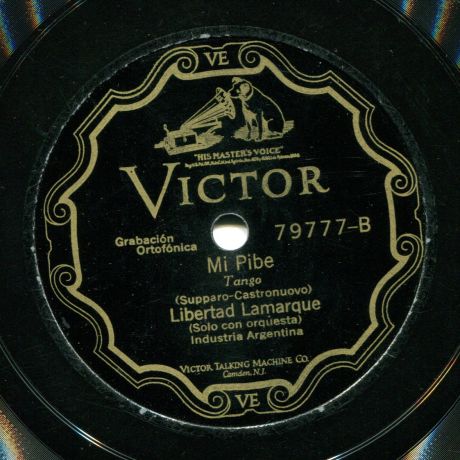 VE
"HIS MASTER'S VOICE"
VICTOR
Grabación
Ortofónica
79777-B
Mi Pibe
Tango
(Supparo-Castronuovo)
Libertad Lamarque
(Solo con orqüesta)
Industria Argentina
VICTOR TALKING MACHINE CO.
Camden, N.J.
VE